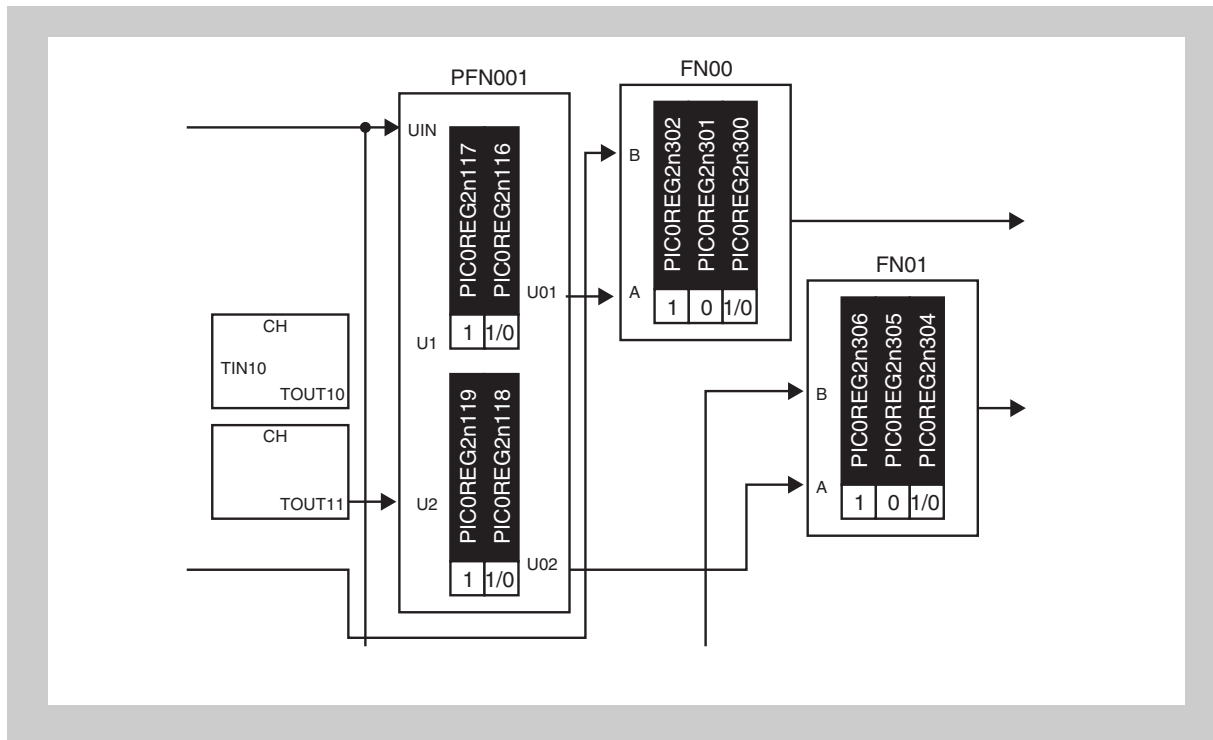 PFN001
UIN
PIC0REG2n117
PIC0REG2n116
1
1/0
U01
U1
PIC0REG2n119
PIC0REG2n118
1
1/0
U2
U02
CH
TIN10
TOUT10
CH
TOUT11
FN00
B
A
PIC0REG2n302
PIC0REG2n301
PIC0REG2n300
1
0
1/0
FN01
B
A
PIC0REG2n306
PIC0REG2n305
PIC0REG2n304
1
0
1/0